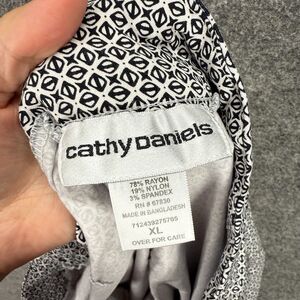 cathy Daniels
78% RAYON
19% NYLON
3% SPANDEX
RN # 67830
MADE IN BANGLADESH
712439275765
XL
OVER FOR CARE